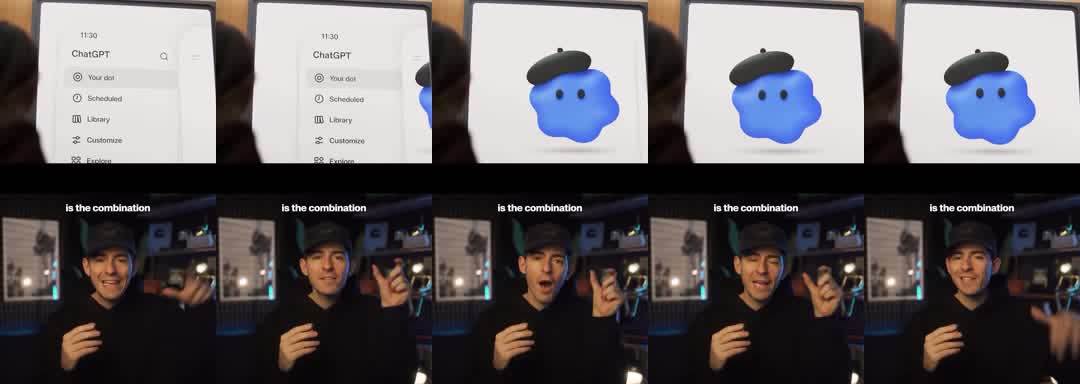 11:30
ChatGPT
Your dot
Scheduled
Library
Customize
Explore
11:30
ChatGPT
Your dot
Scheduled
Library
Customize
Explore
is the combination
is the combination
is the combination
is the combination
is the combination